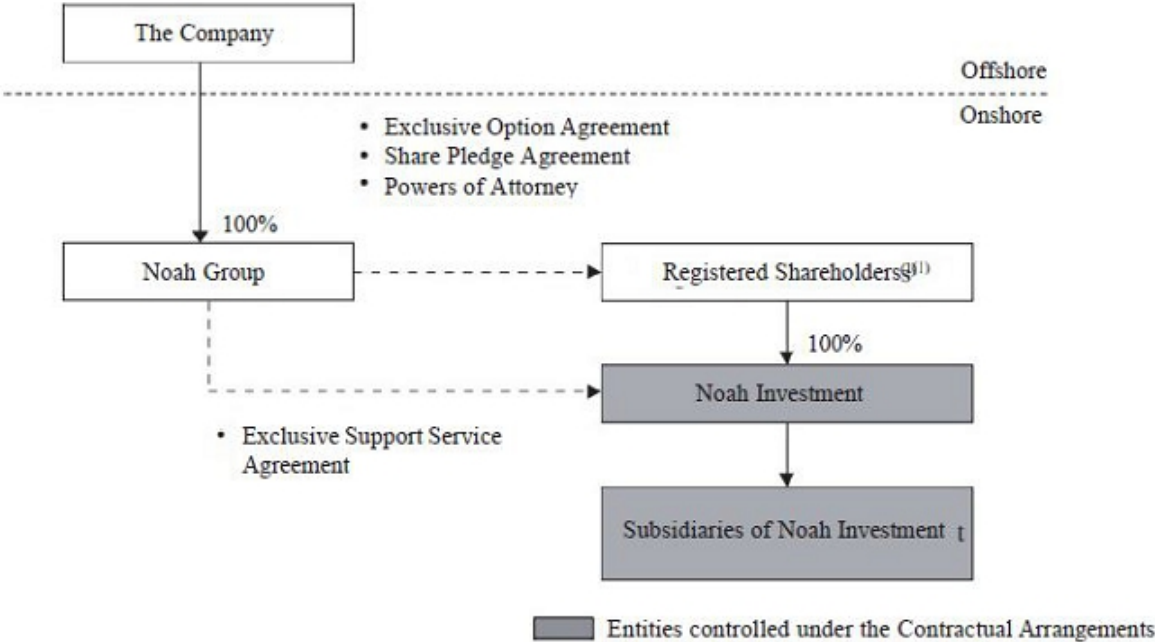 The Company
Offshore
Onshore
• Exclusive Option Agreement
• Share Pledge Agreement
• Powers of Attorney
100%
Noah Group
Registered Shareholders(1)
100%
Noah Investment
• Exclusive Support Service
Agreement
Subsidiaries of Noah Investment t
Entities controlled under the Contractual Arrangements